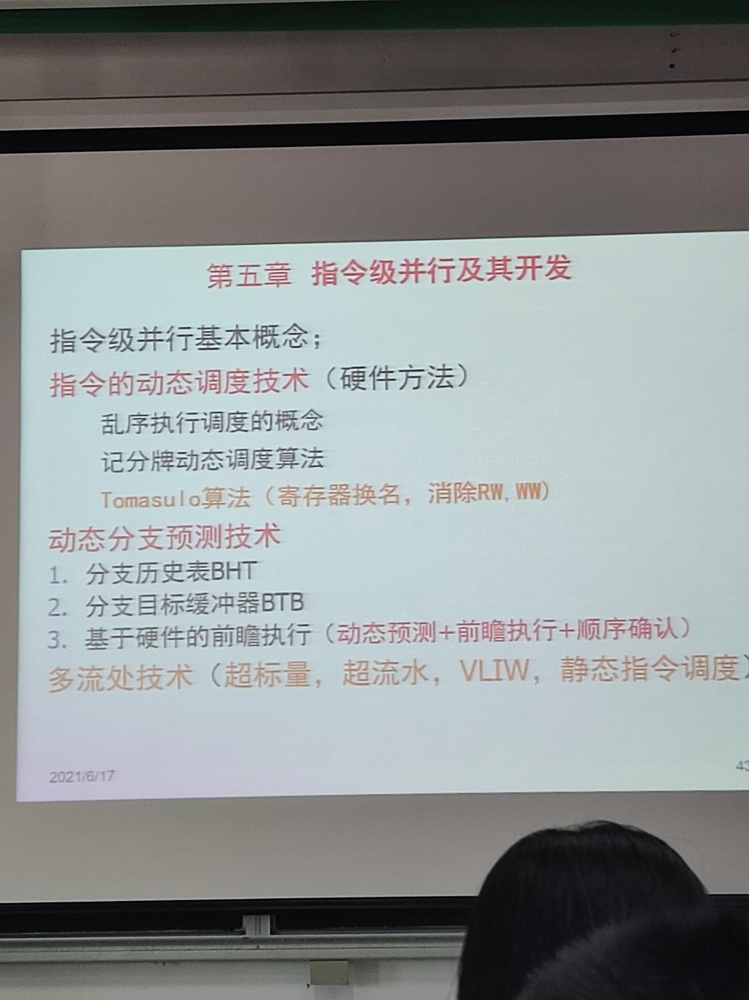 第五章 指令级并行及其开发
指令级并行基本概念；
指令的动态调度技术（硬件方法）
乱序执行调度的概念
记分牌动态调度算法
Tomasulo算法（寄存器换名，消除RW,WW）
动态分支预测技术
1. 分支历史表BHT
2. 分支目标缓冲器BTB
3. 基于硬件的前瞻执行（动态预测+前瞻执行+顺序确认）
多流处技术（超标量，超流水，VLIW，静态指令调度）
2021/6/17
43